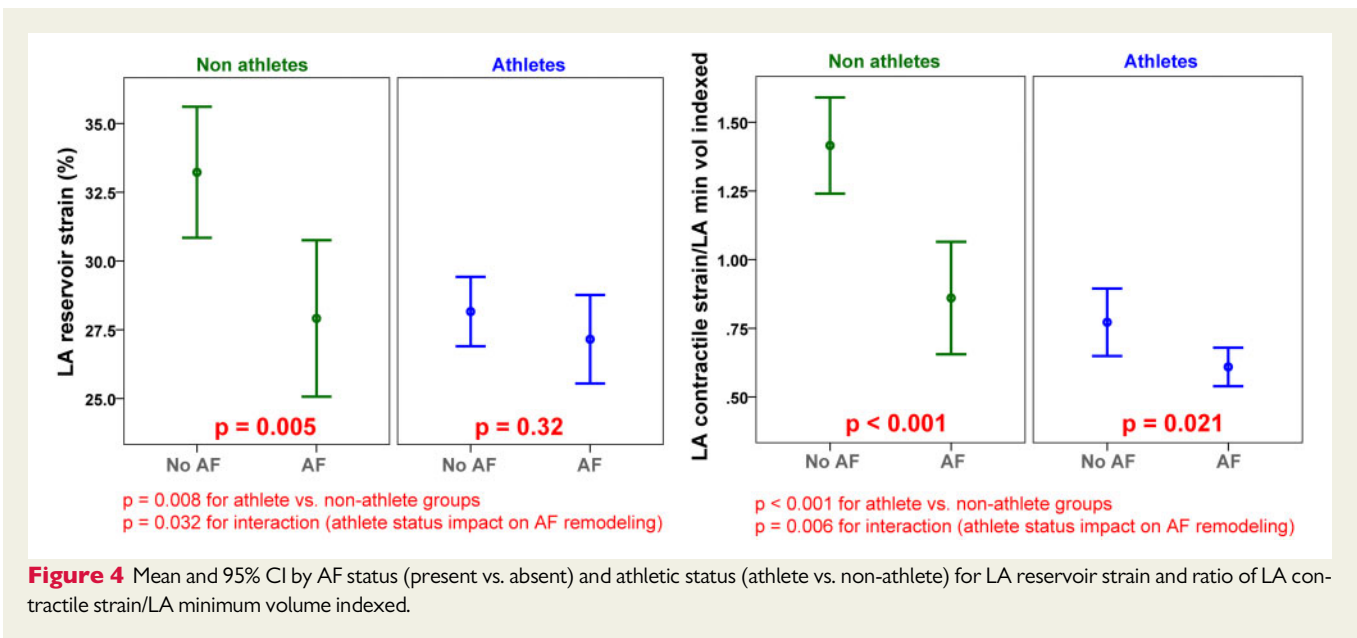 Non athletes
Athletes
LA reservoir strain (%)
35.0
32.5
30.0
27.5
25.0
p = 0.005
p = 0.32
No AF
AF
No AF
AF
p = 0.008 for athlete vs. non-athlete groups
p = 0.032 for interaction (athlete status impact on AF remodeling)
Non athletes
Athletes
LA contractile strain/LA min vol indexed
1.50
1.25
1.00
.75
.50
p < 0.001
p = 0.021
No AF
AF
No AF
AF
p < 0.001 for athlete vs. non-athlete groups
p = 0.006 for interaction (athlete status impact on AF remodeling)
Figure 4 Mean and 95% CI by AF status (present vs. absent) and athletic status (athlete vs. non-athlete) for LA reservoir strain and ratio of LA con-
tractile strain/LA minimum volume indexed.